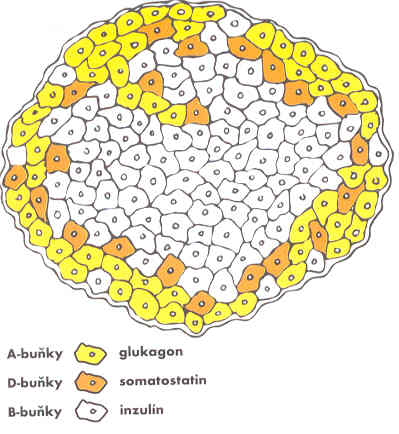 A-buňky glukagon
D-buňky somatostatin
B-buňky inzulín